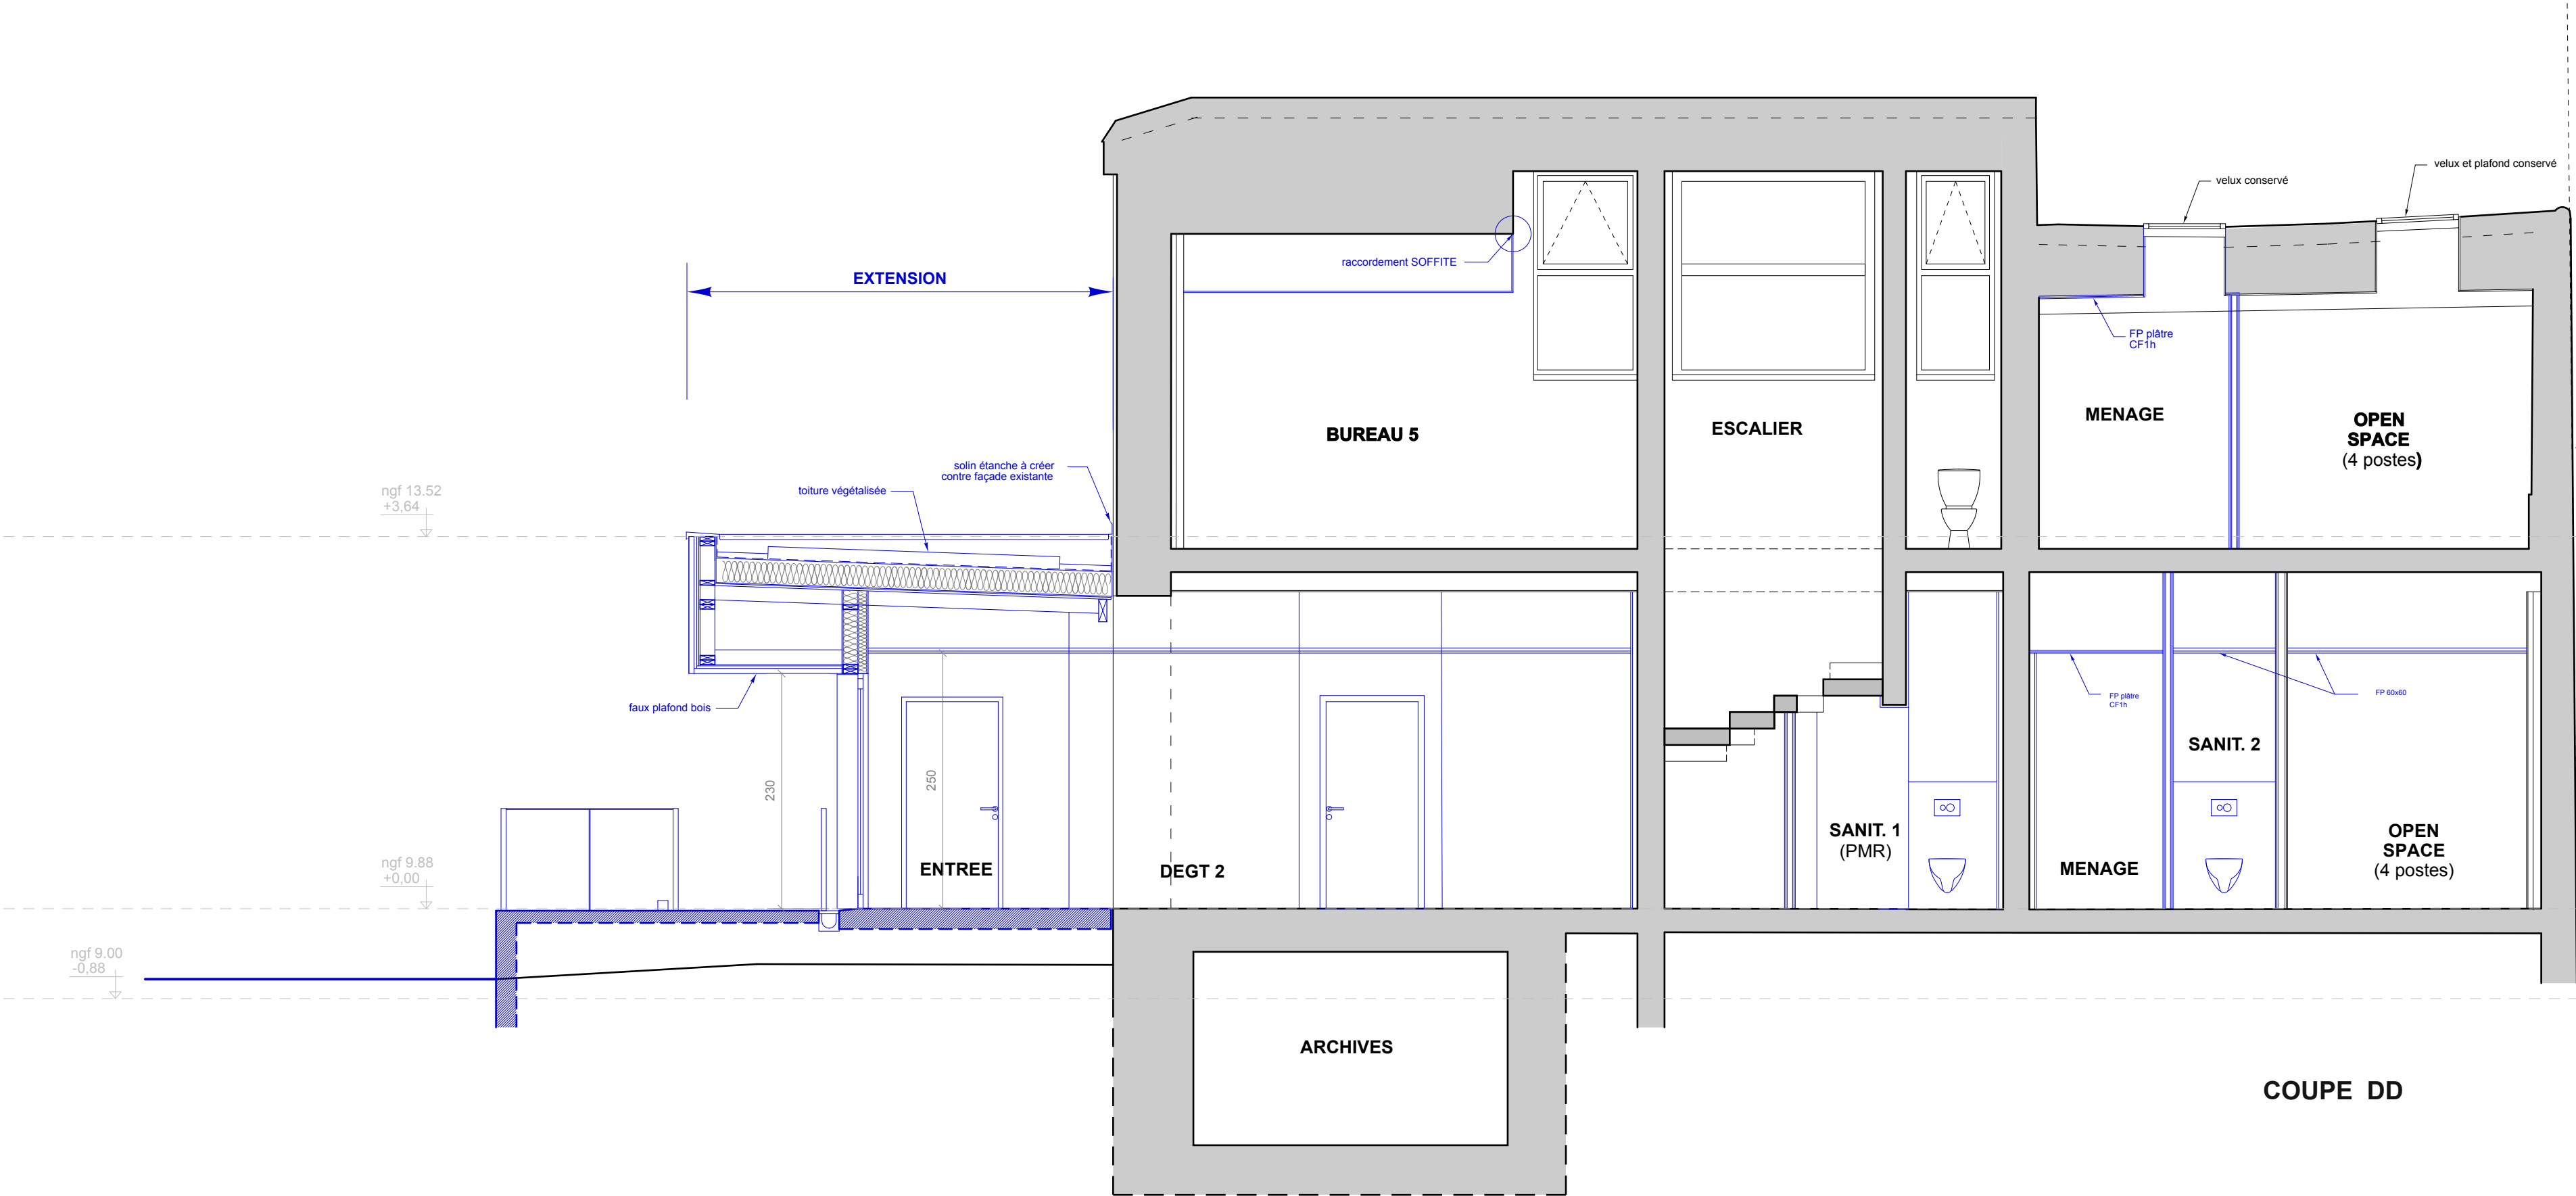 velux et plafond conservé
velux conservé
raccordement SOFFITE
EXTENSION
FP plâtre
CF1h
MENAGE
OPEN
SPACE
(4 postes)
BUREAU 5
ESCALIER
solin étanche à créer
contre façade existante
toiture végétalisée
ngf 13.52
+3,64
faux plafond bois
FP plâtre
CF1h
FP 60x60
SANIT. 2
230
250
SANIT. 1
(PMR)
OPEN
SPACE
(4 postes)
ENTREE
DEGT 2
MENAGE
ngf 9.88
+0,00
ngf 9.00
-0,88
ARCHIVES
COUPE DD